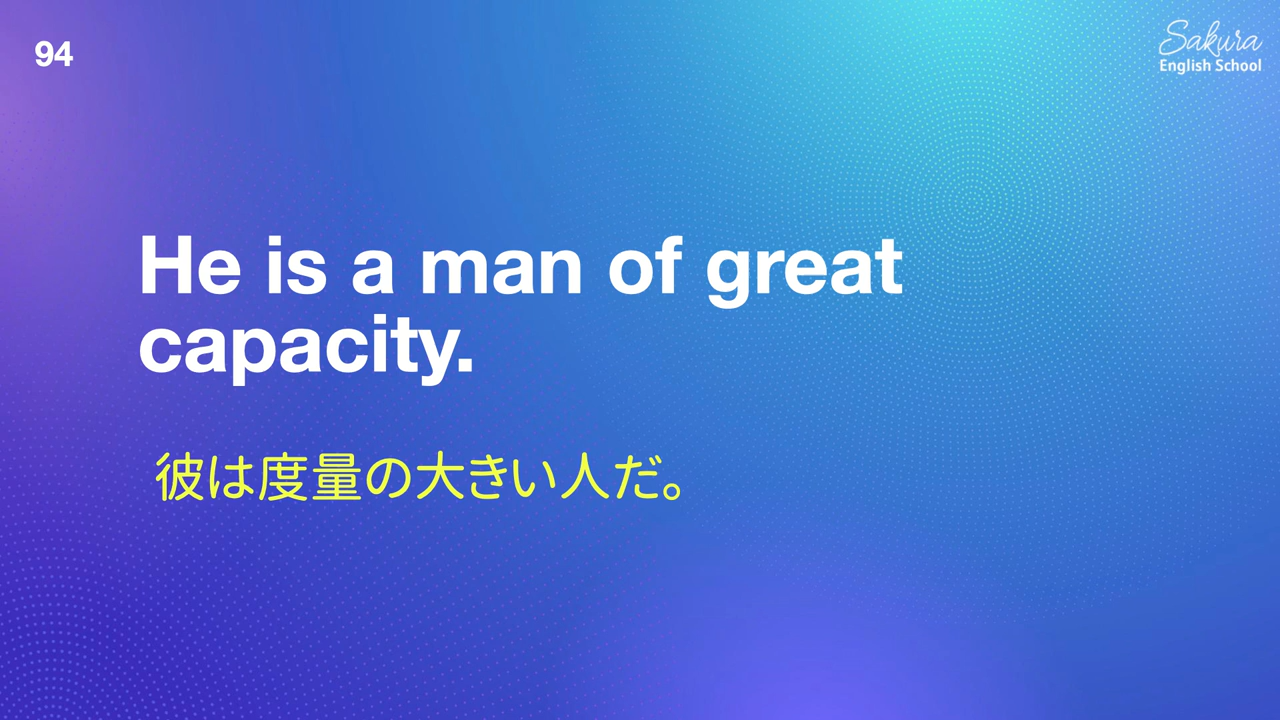 94
Sakura
English School
He is a man of great
capacity.
彼は度量の大きい人だ。